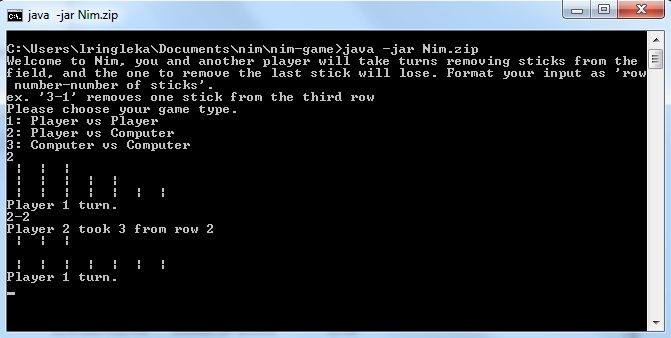 java -jar Nim.zip
C:\Users\lringleka\Documents\nim\nim-game>java -jar Nim.zip
Welcome to Nim, you and another player will take turns removing sticks from the
field, and the one to remove the last stick will lose. Format your input as 'row
 number-number of sticks'.
ex. '3-1' removes one stick from the third row
Please choose your game type.
1: Player vs Player
2: Player vs Computer
3: Computer vs Computer
2
 ¦  ¦  ¦
 ¦  ¦  ¦  ¦  ¦
 ¦  ¦  ¦  ¦  ¦  ¦  ¦
Player 1 turn.
2-2
Player 2 took 3 from row 2
 ¦  ¦  ¦

 ¦  ¦  ¦  ¦  ¦  ¦  ¦
Player 1 turn.